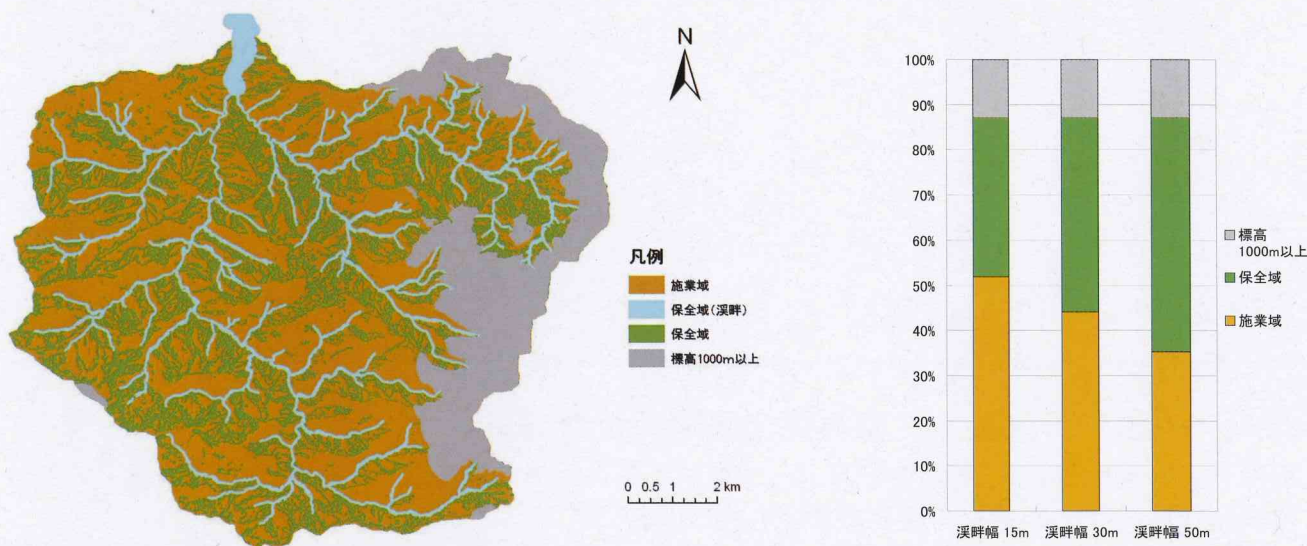 N
凡例
施業域
保全域(渓畔)
保全域
標高1000m以上
0 0.5 1 2 km
100%
90%
80%
70%
60%
50%
40%
30%
20%
10%
0%
渓畔幅 15m
渓畔幅 30m
渓畔幅 50m
標高
1000m以上
保全域
施業域